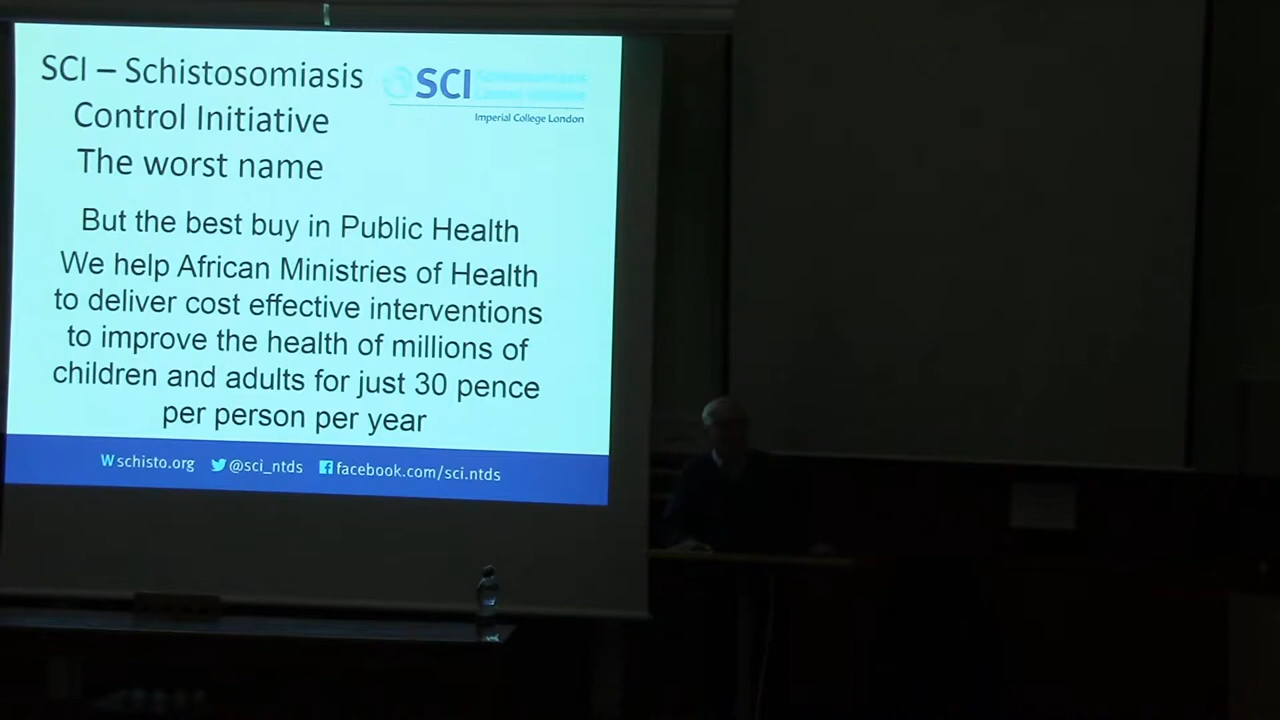 SCI – Schistosomiasis
Control Initiative
The worst name
SCI
Imperial College London
But the best buy in Public Health
We help African Ministries of Health
to deliver cost effective interventions
to improve the health of millions of
children and adults for just 30 pence
per person per year
W schisto.org @sci_ntds facebook.com/sci.ntds